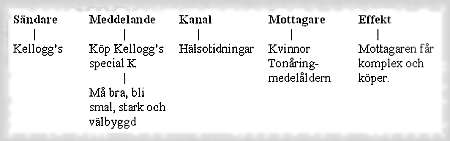 Sändare Meddelande Kanal Mottagare Effekt
Kellogg's Köp Kellogg's Hälsotidningar Kvinnor Mottagaren får
special K Tonåring- komplex och
medelåldern köper.
Må bra, bli
smal, stark och
välbyggd